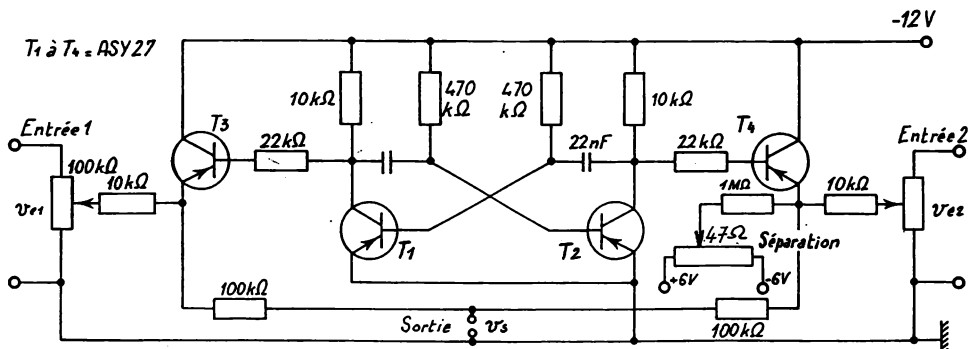 -12V
T1 à T4 = ASY27
10kΩ
470 kΩ
470 kΩ
10kΩ
T3
T4
Entrée 1
22kΩ
22nF
22kΩ
Entrée 2
100kΩ
10kΩ
1MΩ
10kΩ
ve1
T1
T2
47Ω
Séparation
ve2
+6V
-6V
100kΩ
Sortie
vs
100kΩ